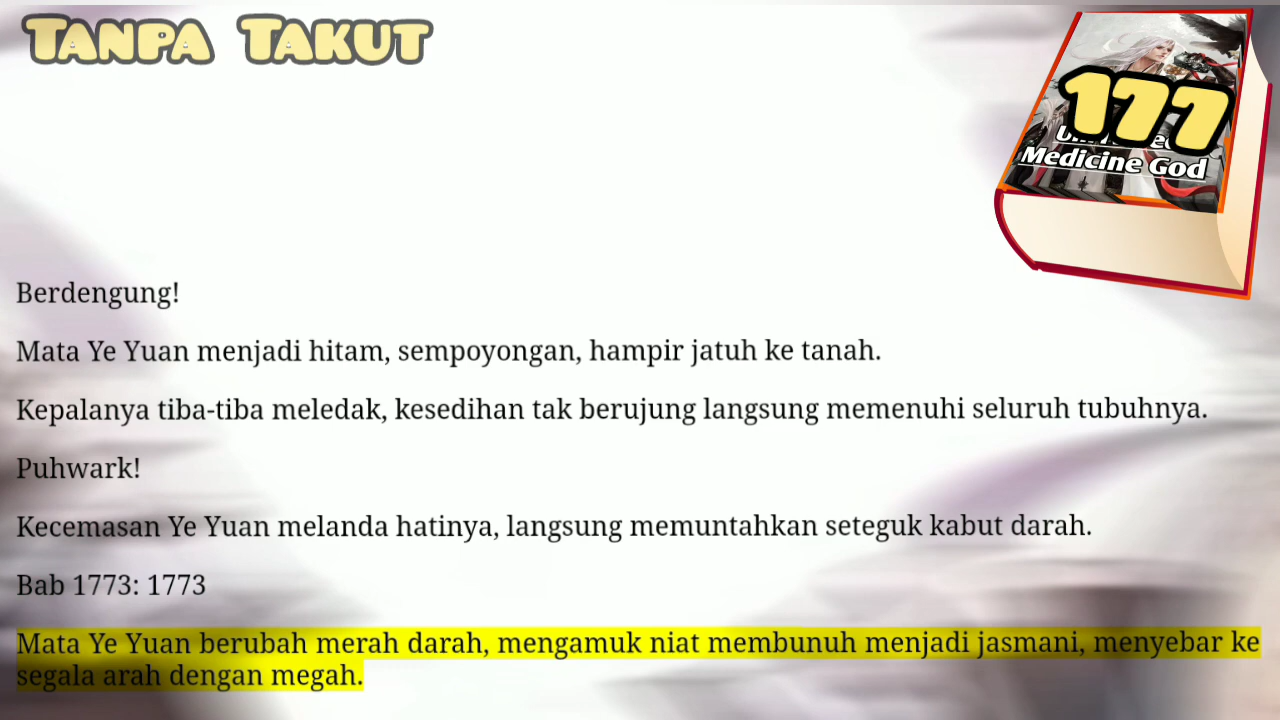 Tanpa Takut
177
Medicine God
Berdengung!
Mata Ye Yuan menjadi hitam, sempoyongan, hampir jatuh ke tanah.
Kepalanya tiba-tiba meledak, kesedihan tak berujung langsung memenuhi seluruh tubuhnya.
Puhwark!
Kecemasan Ye Yuan melanda hatinya, langsung memuntahkan seteguk kabut darah.
Bab 1773: 1773
Mata Ye Yuan berubah merah darah, mengamuk niat membunuh menjadi jasmani, menyebar ke
segala arah dengan megah.